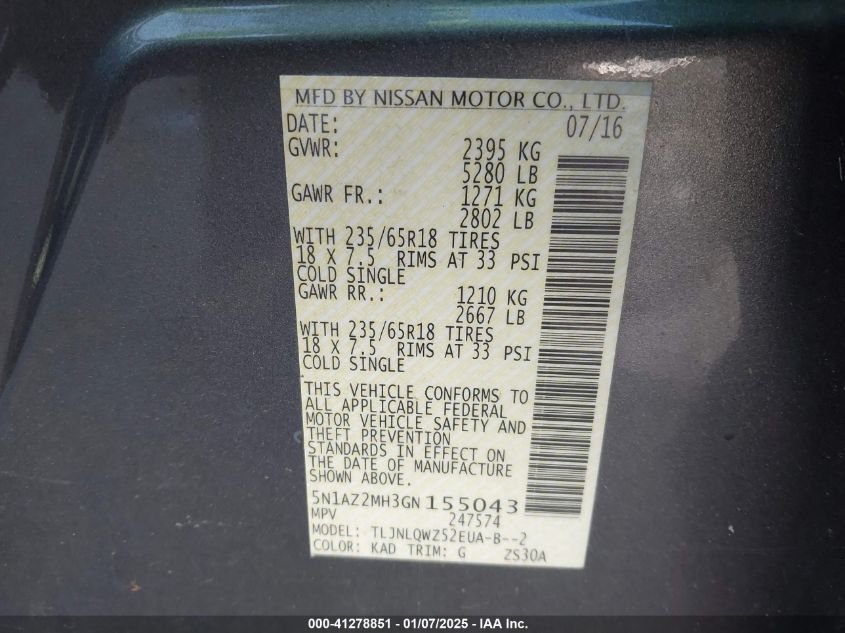 MFD BY NISSAN MOTOR CO., LTD.
DATE: 07/16
GVWR: 2395 KG
5280 LB
GAWR FR.: 1271 KG
2802 LB
WITH 235/65R18 TIRES
18 X 7.5 RIMS AT 33 PSI
COLD SINGLE
GAWR RR.: 1210 KG
2667 LB
WITH 235/65R18 TIRES
18 X 7.5 RIMS AT 33 PSI
COLD SINGLE
THIS VEHICLE CONFORMS TO
ALL APPLICABLE FEDERAL
MOTOR VEHICLE SAFETY AND
THEFT PREVENTION
STANDARDS IN EFFECT ON
THE DATE OF MANUFACTURE
SHOWN ABOVE.
5N1AZ2MH3GN155043
MPV 247574
MODEL: TLJNLQWZ52EUA-B--2
COLOR: KAD TRIM: G ZS30A
000-41278851 - 01/07/2025 - IAA Inc.